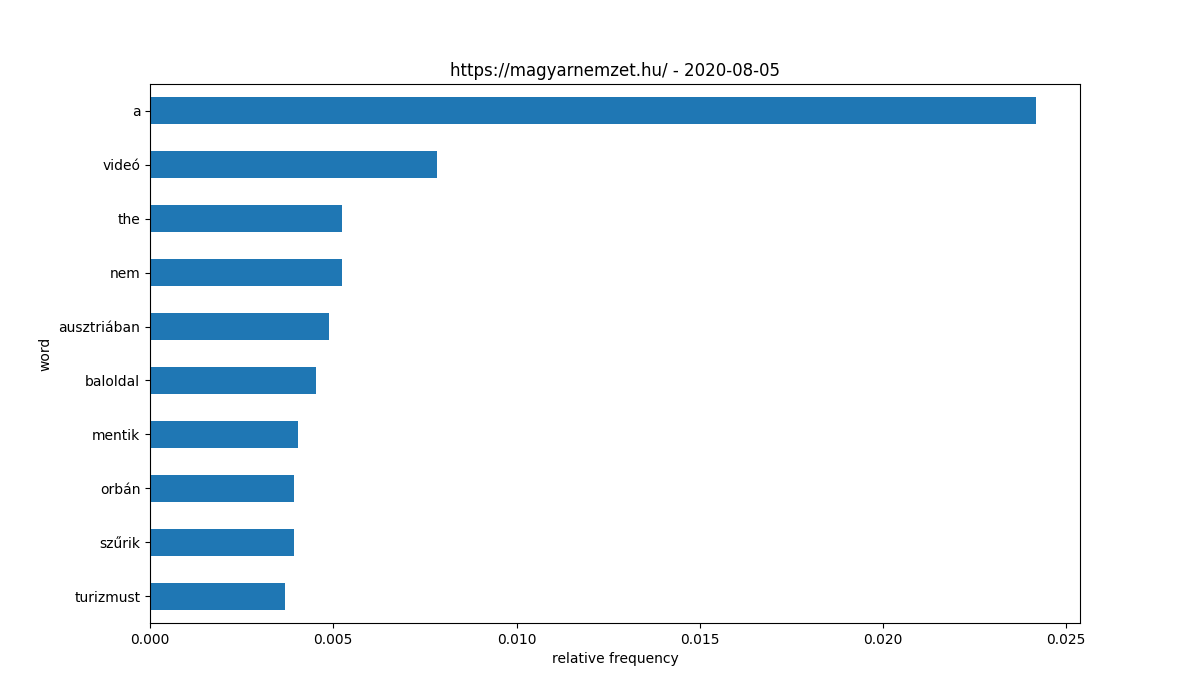 https://magyarnemzet.hu/ - 2020-08-05
a
videó
the
nem
ausztriában
baloldal
mentik
orbán
szűrik
turizmust
word
0.000 0.005 0.010 0.015 0.020 0.025
relative frequency